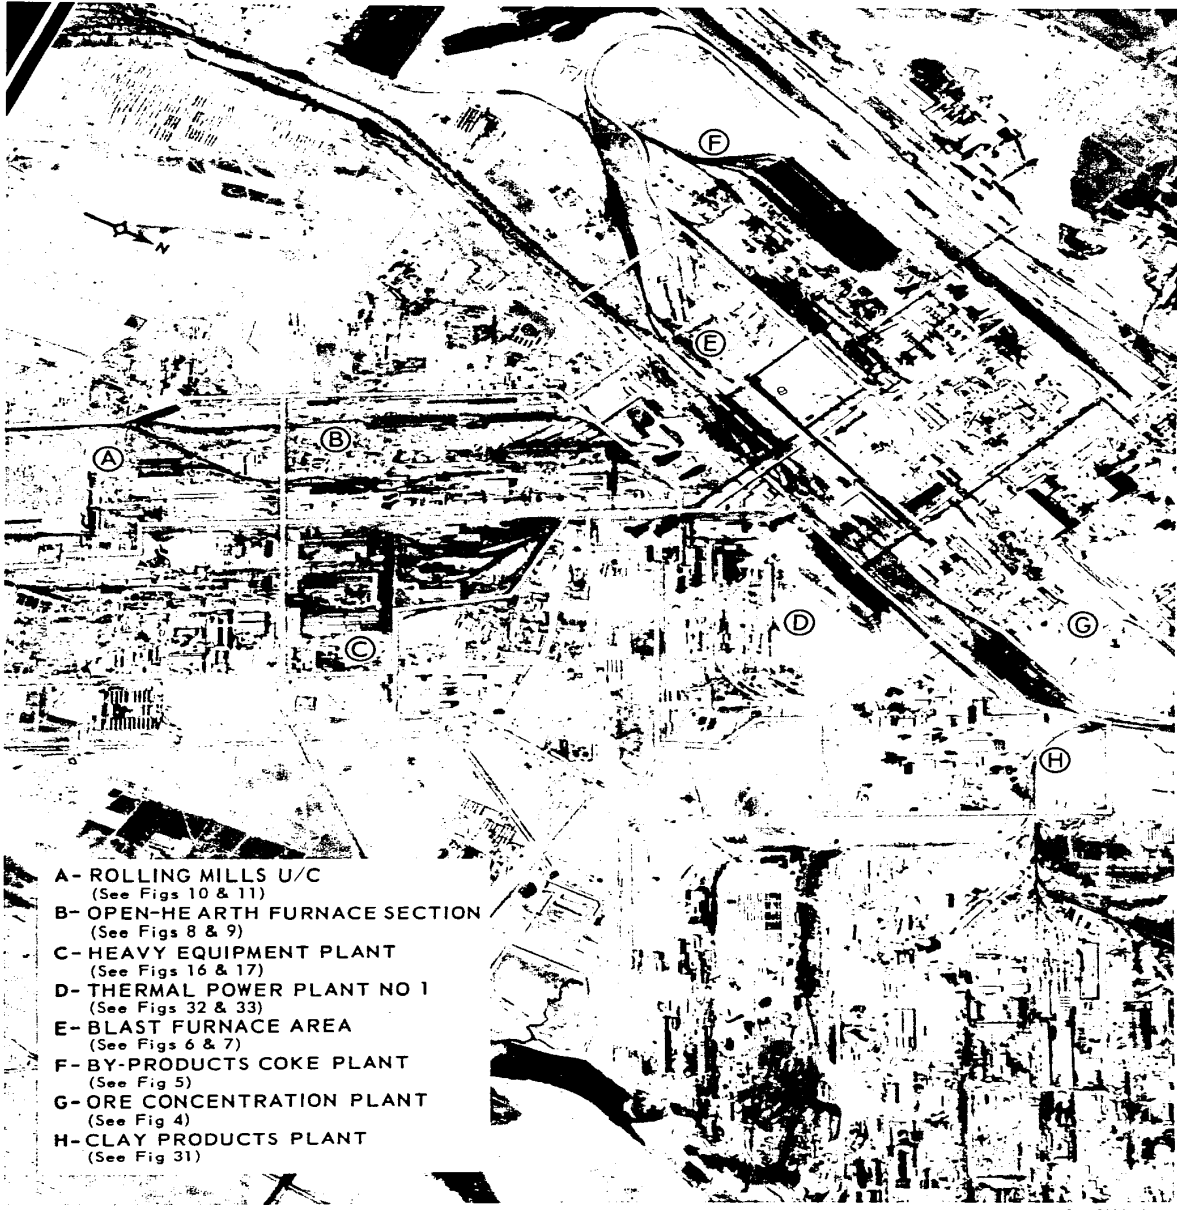 F
N
E
B
A
D
G
C
H
A- ROLLING MILLS U/C
(See Figs 10 & 11)
B- OPEN-HEARTH FURNACE SECTION
(See Figs 8 & 9)
C- HEAVY EQUIPMENT PLANT
(See Figs 16 & 17)
D- THERMAL POWER PLANT NO 1
(See Figs 32 & 33)
E- BLAST FURNACE AREA
(See Figs 6 & 7)
F- BY-PRODUCTS COKE PLANT
(See Fig 5)
G- ORE CONCENTRATION PLANT
(See Fig 4)
H- CLAY PRODUCTS PLANT
(See Fig 31)